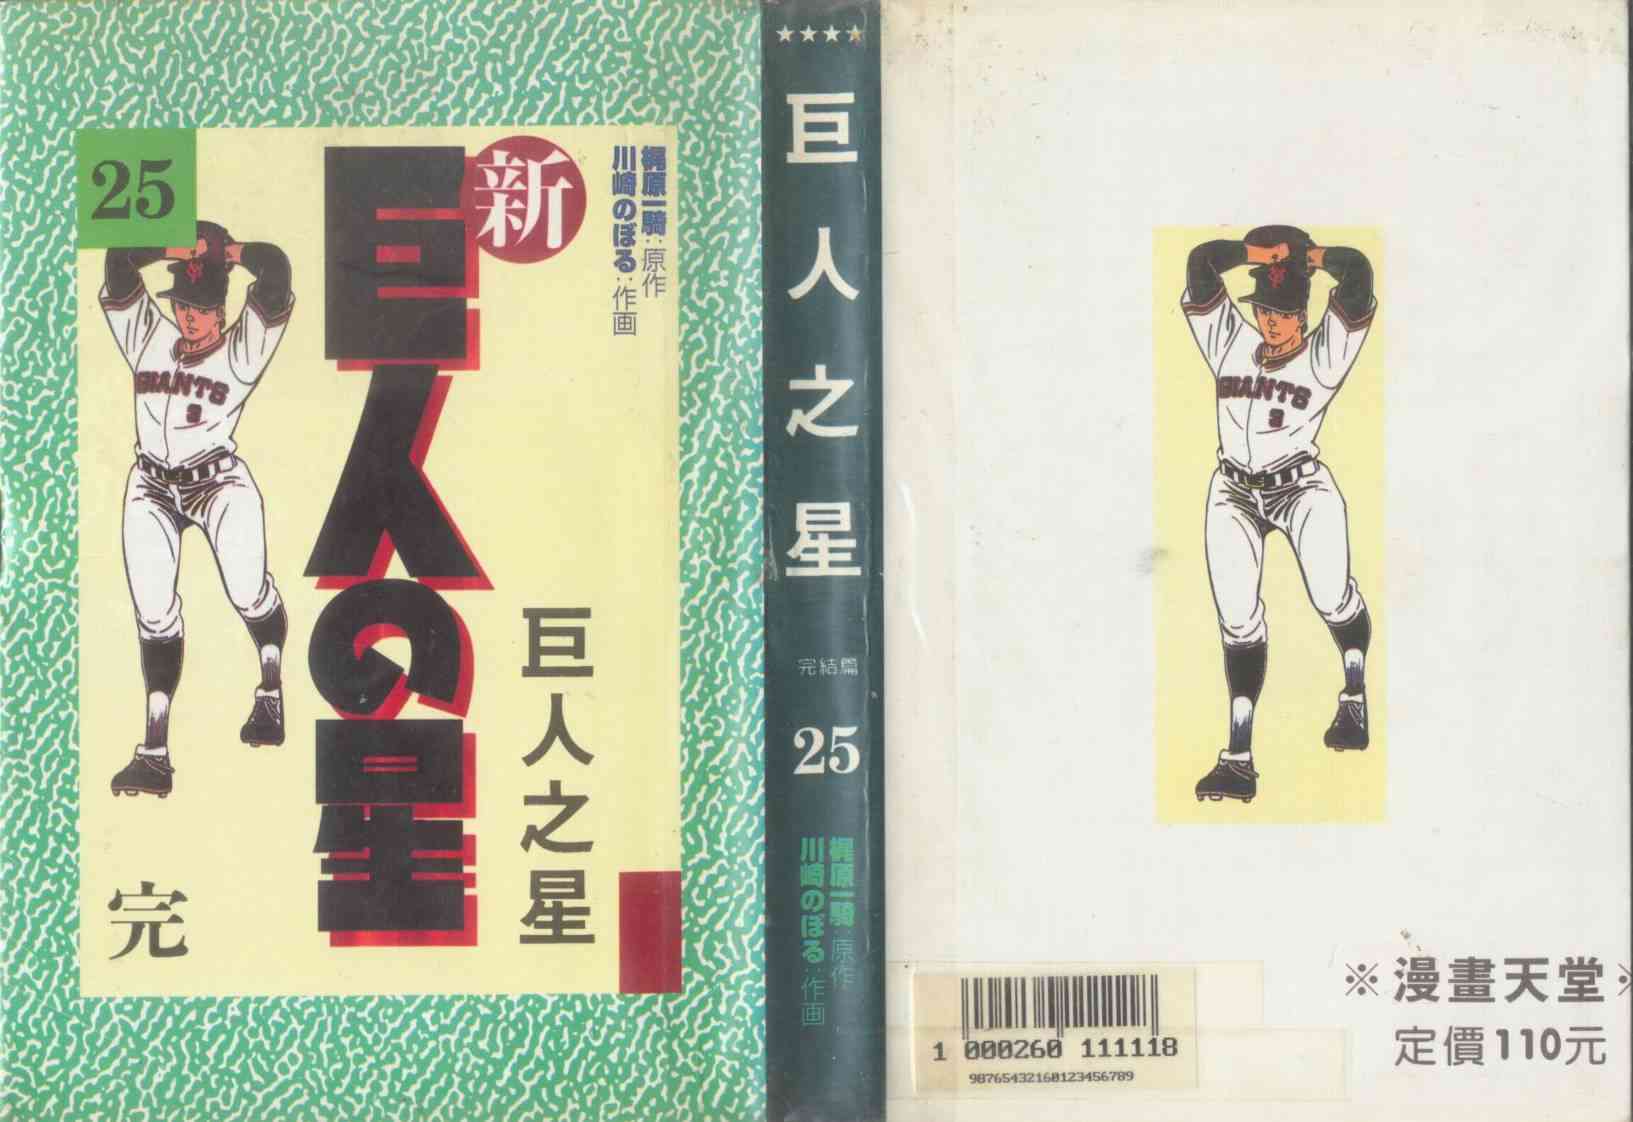 25
新
巨人の星
梶原一騎:原作
川崎のぼる:作画
GIANTS
3
巨人之星
完
★★★★
巨人之星
完結篇
25
梶原一騎:原作
川崎のぼる:作画
GIANTS
3
※漫畫天堂※
定價110元
1 000260 111118
98765432160123456789